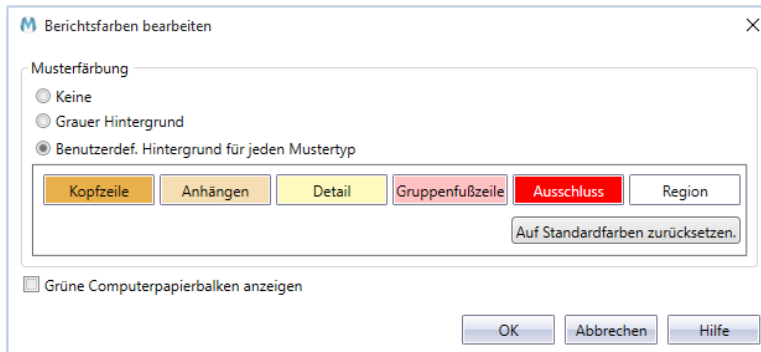 Berichtsfarben bearbeiten
Musterfärbung
Keine
Grauer Hintergrund
Benutzerdef. Hintergrund für jeden Mustertyp
Kopfzeile Anhängen Detail Gruppenfußzeile Ausschluss Region
Auf Standardfarben zurücksetzen.
Grüne Computerpapierbalken anzeigen
OK Abbrechen Hilfe